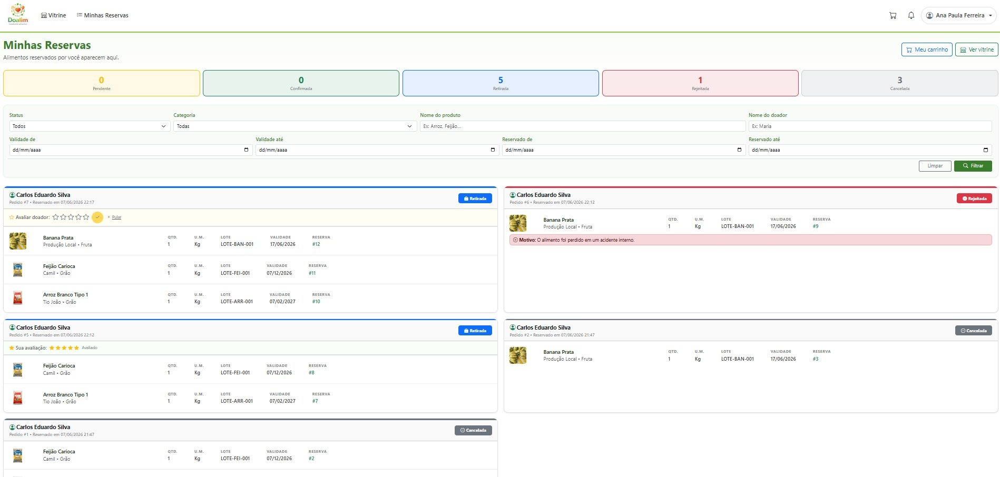 Doalim
Vitrine
Minhas Reservas
Ana Paula Ferreira
Minhas Reservas
Alimentos reservados por você aparecem aqui.
Meu carrinho
Ver vitrine
0
Pendente
0
Confirmada
5
Retirada
1
Rejeitada
3
Cancelada
Status
Categoria
Nome do produto
Nome do doador
Todos
Todas
Ex: Arroz, Feijão...
Ex: Maria
Validade de
Validade até
Reservado de
Reservado até
dd/mm/aaaa
dd/mm/aaaa
dd/mm/aaaa
dd/mm/aaaa
Limpar
Filtrar
Carlos Eduardo Silva
Pedido #7 • Reservado em 07/06/2026 22:17
Retirada
Avaliar doador:
× Pular
Banana Prata
Produção Local • Fruta
QTD. U.M. LOTE VALIDADE RESERVA
1 Kg LOTE-BAN-001 17/06/2026 #12
Feijão Carioca
Camil • Grão
QTD. U.M. LOTE VALIDADE RESERVA
1 Kg LOTE-FEI-001 07/12/2026 #11
Arroz Branco Tipo 1
Tio João • Grão
QTD. U.M. LOTE VALIDADE RESERVA
1 Kg LOTE-ARR-001 07/02/2027 #10
Carlos Eduardo Silva
Pedido #6 • Reservado em 07/06/2026 22:12
Rejeitada
Banana Prata
Produção Local • Fruta
QTD. U.M. LOTE VALIDADE RESERVA
1 Kg LOTE-BAN-001 17/06/2026 #9
Motivo: O alimento foi perdido em um acidente interno.
Carlos Eduardo Silva
Pedido #5 • Reservado em 07/06/2026 22:12
Retirada
Sua avaliação: Avaliado
Feijão Carioca
Camil • Grão
QTD. U.M. LOTE VALIDADE RESERVA
1 Kg LOTE-FEI-001 07/12/2026 #8
Arroz Branco Tipo 1
Tio João • Grão
QTD. U.M. LOTE VALIDADE RESERVA
1 Kg LOTE-ARR-001 07/02/2027 #7
Carlos Eduardo Silva
Pedido #2 • Reservado em 07/06/2026 21:47
Cancelada
Banana Prata
Produção Local • Fruta
QTD. U.M. LOTE VALIDADE RESERVA
1 Kg LOTE-BAN-001 17/06/2026 #3
Carlos Eduardo Silva
Pedido #1 • Reservado em 07/06/2026 21:47
Cancelada
Feijão Carioca
Camil • Grão
QTD. U.M. LOTE VALIDADE RESERVA
1 Kg LOTE-FEI-001 07/12/2026 #2